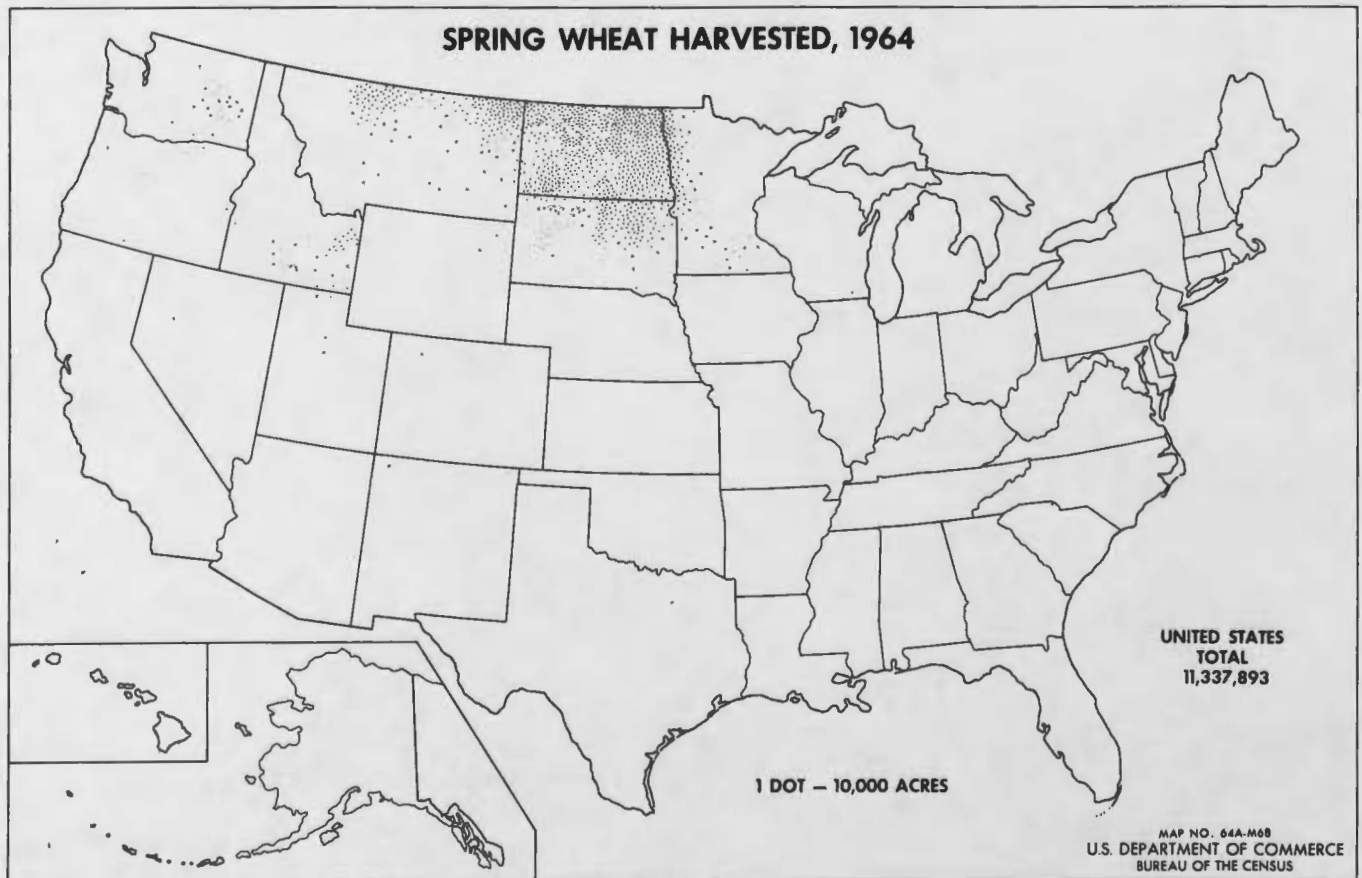 SPRING WHEAT HARVESTED, 1964
UNITED STATES
TOTAL
11,337,893
1 DOT — 10,000 ACRES
MAP NO. 64A-M68
U.S. DEPARTMENT OF COMMERCE
BUREAU OF THE CENSUS